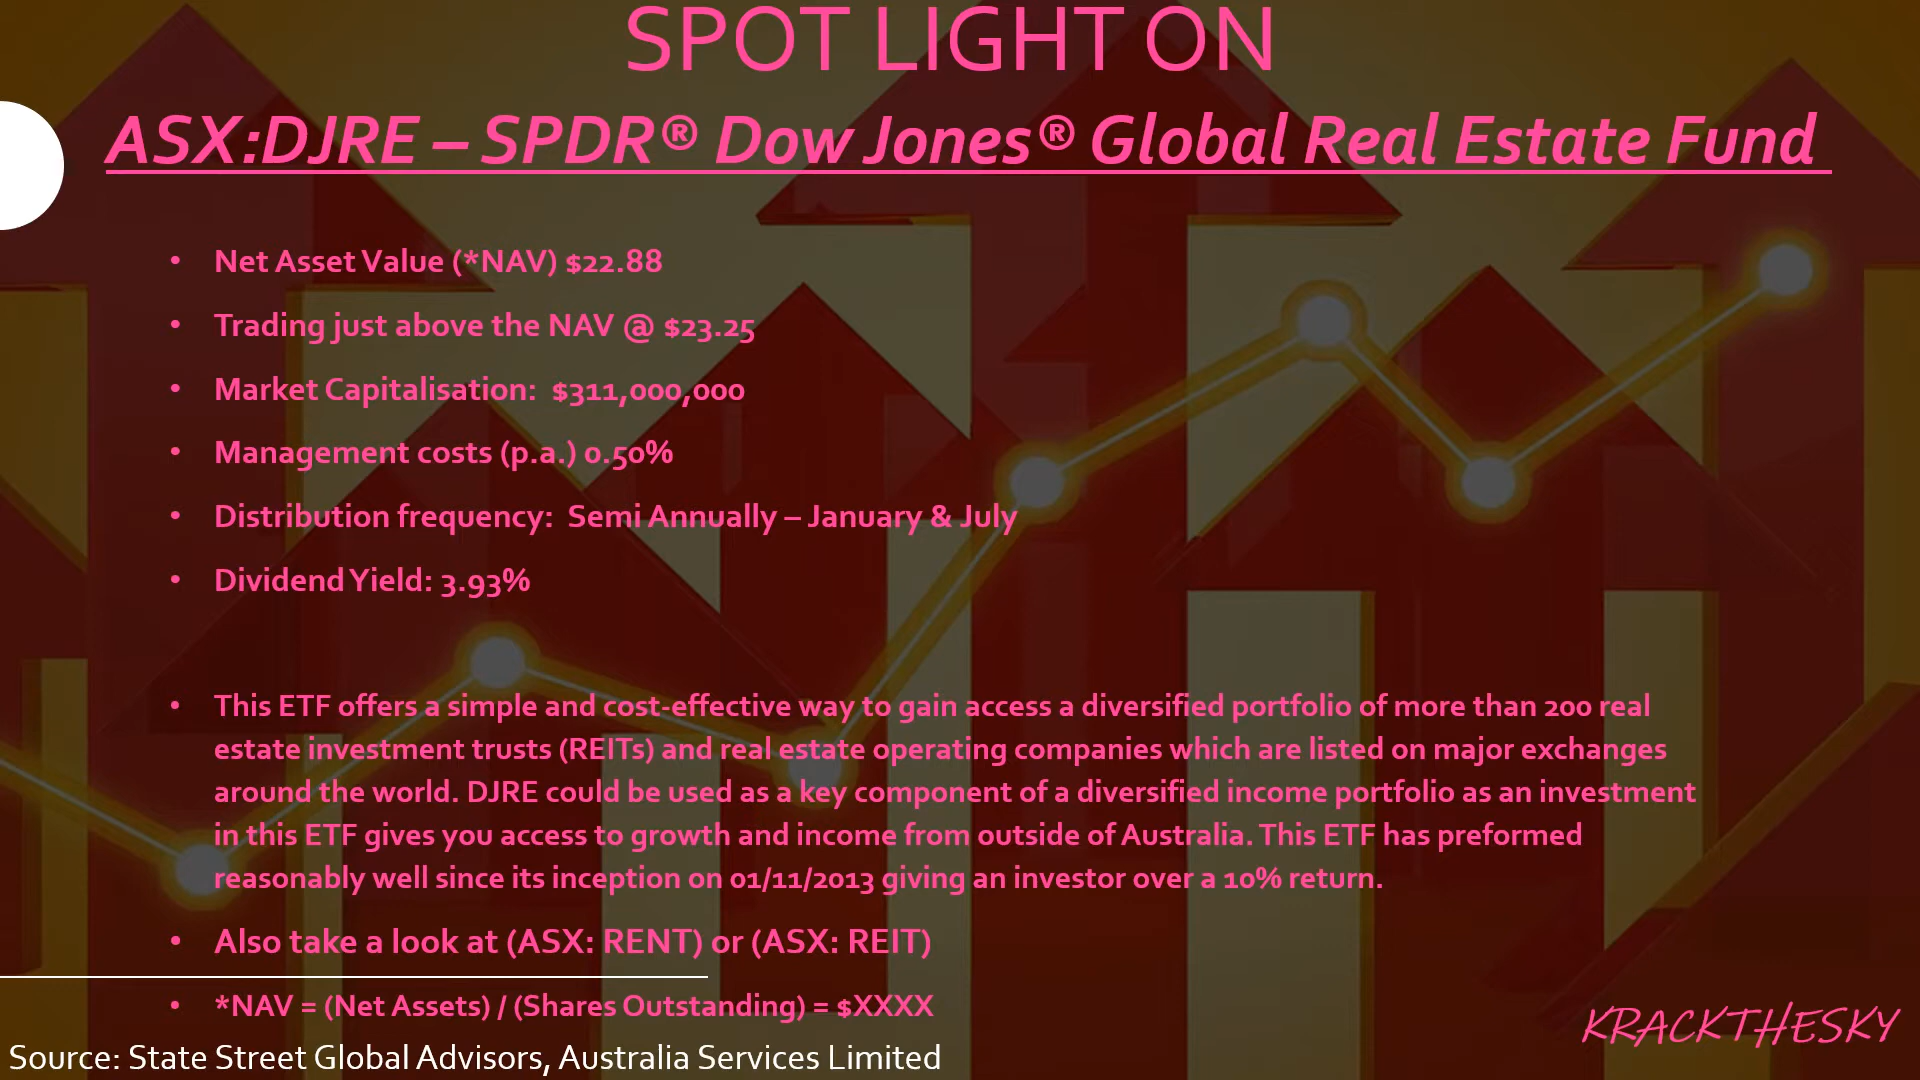 SPOT LIGHT ON
ASX:DJRE – SPDR® Dow Jones® Global Real Estate Fund
• Net Asset Value (*NAV) $22.88
• Trading just above the NAV @ $23.25
• Market Capitalisation:  $311,000,000
• Management costs (p.a.) 0.50%
• Distribution frequency:  Semi Annually – January & July
• Dividend Yield: 3.93%
• This ETF offers a simple and cost-effective way to gain access a diversified portfolio of more than 200 real
estate investment trusts (REITs) and real estate operating companies which are listed on major exchanges
around the world. DJRE could be used as a key component of a diversified income portfolio as an investment
in this ETF gives you access to growth and income from outside of Australia. This ETF has preformed
reasonably well since its inception on 01/11/2013 giving an investor over a 10% return.
• Also take a look at (ASX: RENT) or (ASX: REIT)
• *NAV = (Net Assets) / (Shares Outstanding) = $XXXX
KRACKTHESKY
Source: State Street Global Advisors, Australia Services Limited